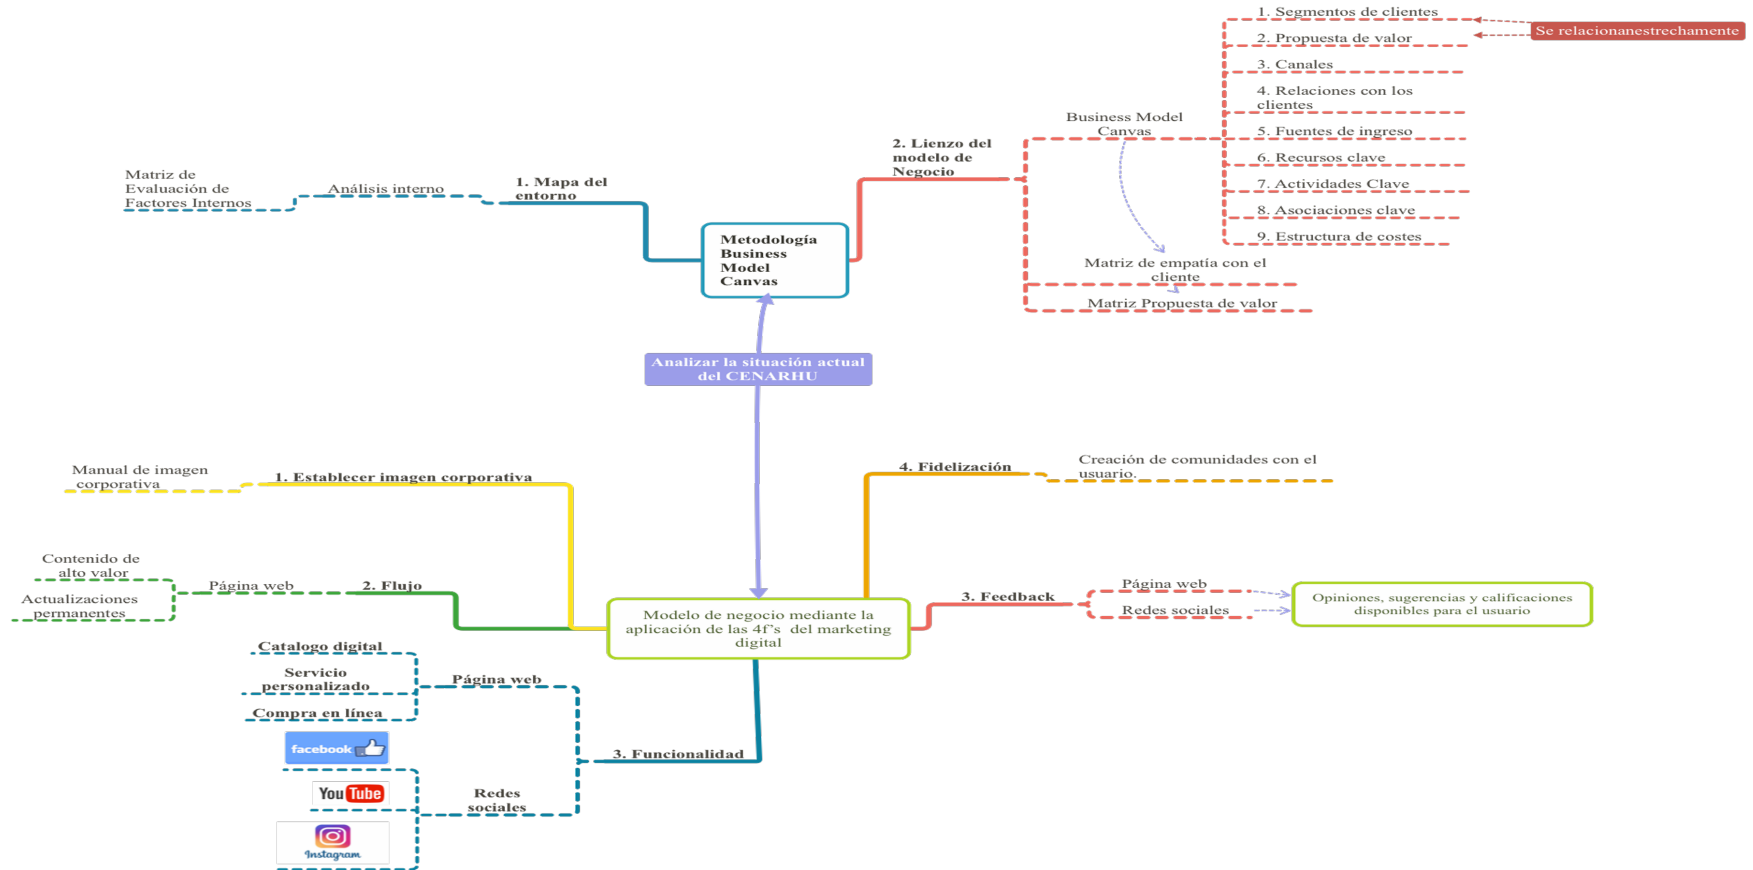 1. Segmentos de clientes
2. Propuesta de valor
Se relacionanestrechamente
3. Canales
4. Relaciones con los
clientes
5. Fuentes de ingreso
6. Recursos clave
7. Actividades Clave
8. Asociaciones clave
9. Estructura de costes
Business Model
Canvas
2. Lienzo del
modelo de
Negocio
Matriz de empatía con el
cliente
Matriz Propuesta de valor
Matriz de
Evaluación de
Factores Internos
Análisis interno
1. Mapa del
entorno
Metodología
Business
Model
Canvas
Analizar la situación actual
del CENARHU
Manual de imagen
corporativa
1. Establecer imagen corporativa
4. Fidelización
Creación de comunidades con el
usuario.
Contenido de
alto valor
Actualizaciones
permanentes
Página web
2. Flujo
Modelo de negocio mediante la
aplicación de las 4f’s del marketing
digital
3. Feedback
Página web
Redes sociales
Opiniones, sugerencias y calificaciones
disponibles para el usuario
Catalogo digital
Servicio
personalizado
Compra en línea
Página web
3. Funcionalidad
facebook
YouTube
Instagram
Redes
sociales